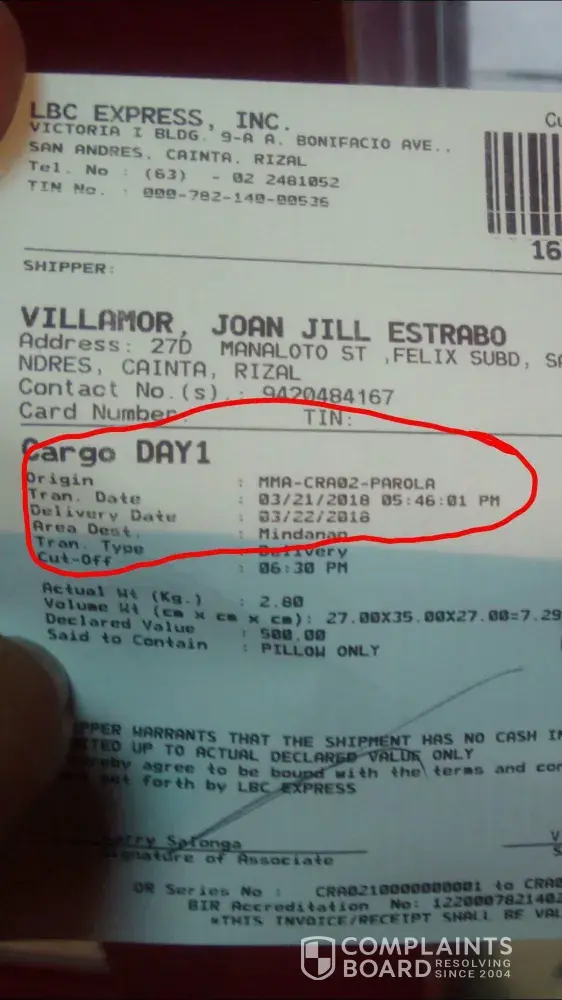 LBC EXPRESS, INC.
VICTORIA I BLDG. 9-A A. BONIFACIO AVE.,
SAN ANDRES, CAINTA, RIZAL
Tel. No : (63) - 02 2481052
TIN No. : 000-782-140-00536
Cu
16
SHIPPER:
VILLAMOR, JOAN JILL ESTRABO
Address: 27D MANALOTO ST ,FELIX SUBD, SA
NDRES, CAINTA, RIZAL
Contact No.(s).: 9420484167
Card Number: TIN:
Cargo DAY1
Origin : MMA-CRA02-PAROLA
Tran. Date : 03/21/2018 05:46:01 PM
Delivery Date : 03/22/2018
Area Dest. : Mindanao
Tran. Type : Delivery
Cut-Off : 06:30 PM
Actual Wt (Kg.) : 2.80
Volume Wt (cm x cm x cm): 27.00X35.00X27.00=7.29
Declared Value : 500.00
Said to Contain : PILLOW ONLY
PPER WARRANTS THAT THE SHIPMENT HAS NO CASH IN
TED UP TO ACTUAL DECLARED VALUE ONLY
reby agree to be bound with the terms and con
set forth by LBC EXPRESS
Salonga
Signature of Associate
V
S
OR Series No : CRA0210000000001 to CRA0
BIR Accreditation No: 1220007821402
*THIS INVOICE/RECEIPT SHALL BE VAL
COMPLAINTS
BOARD RESOLVING
SINCE 2004